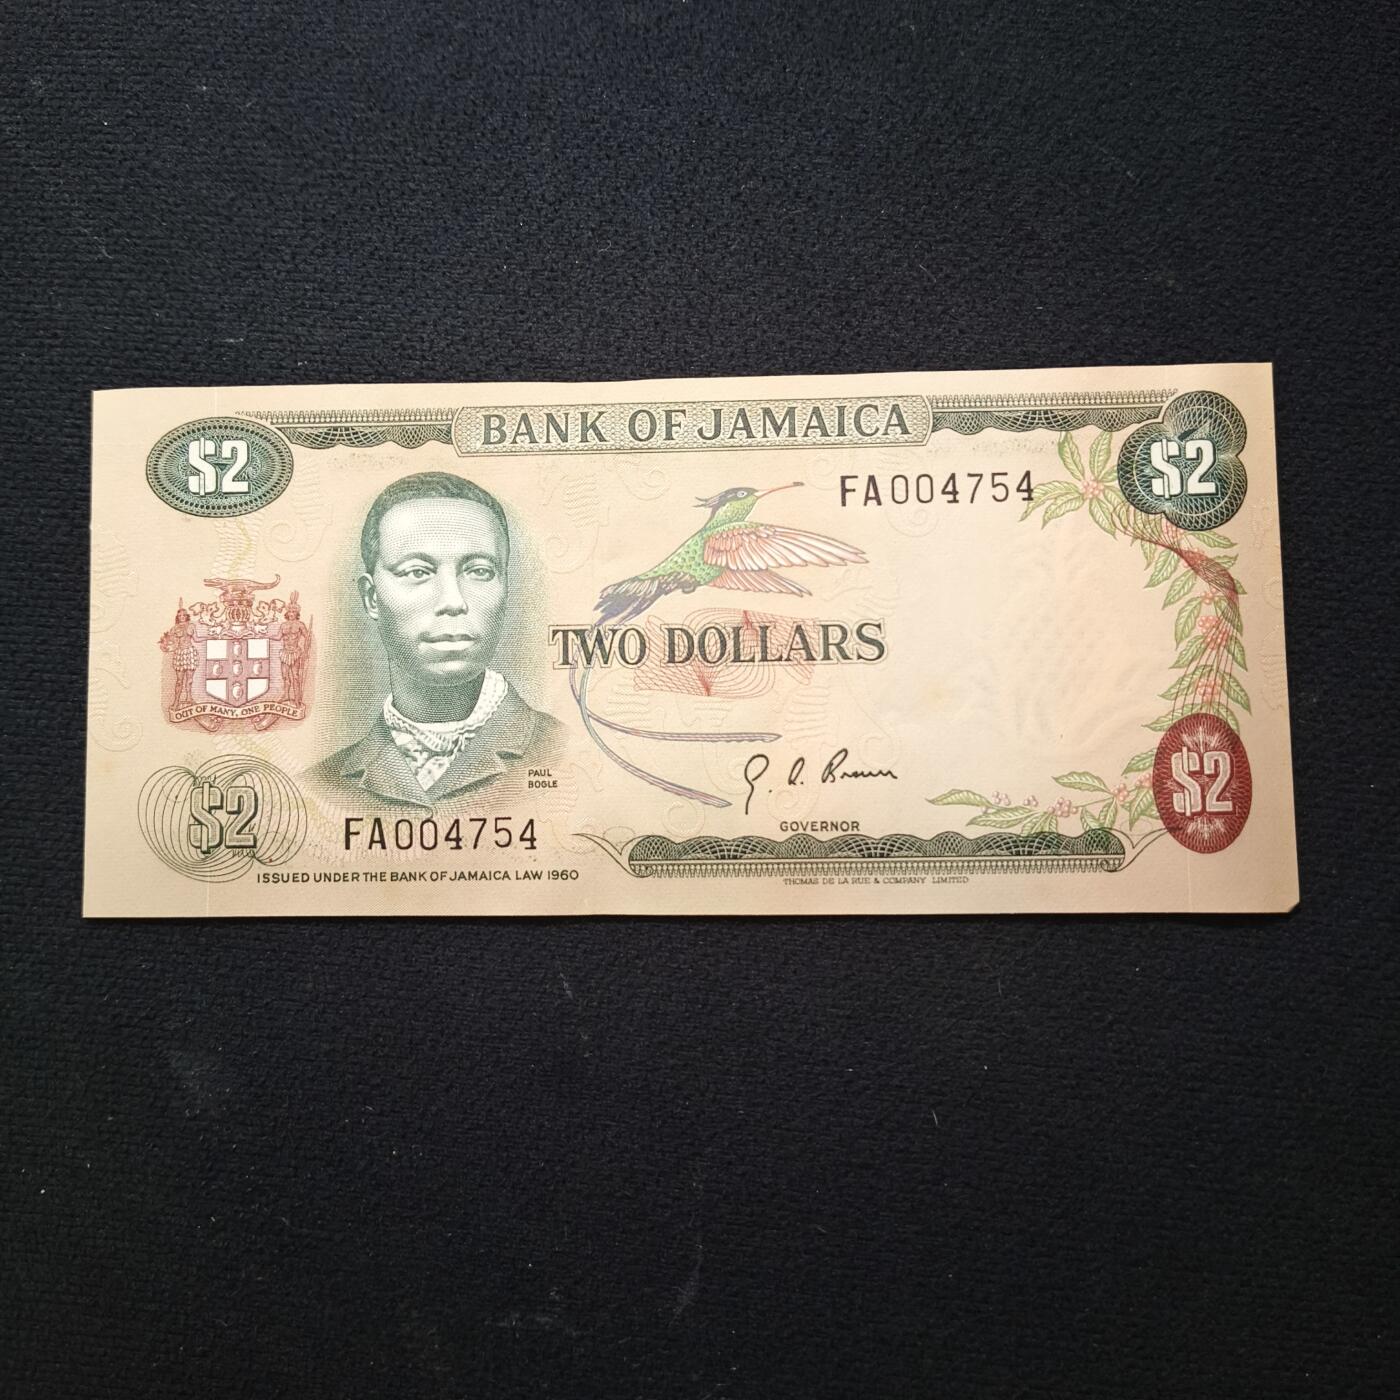 BANK OF JAMAICA
$2
$2
FA004754
TWO DOLLARS
OUT OF MANY, ONE PEOPLE
PAUL
BOGLE
$2
$2
G. A. Brown
FA004754
GOVERNOR
ISSUED UNDER THE BANK OF JAMAICA LAW 1960
THOMAS DE LA RUE & COMPANY LIMITED